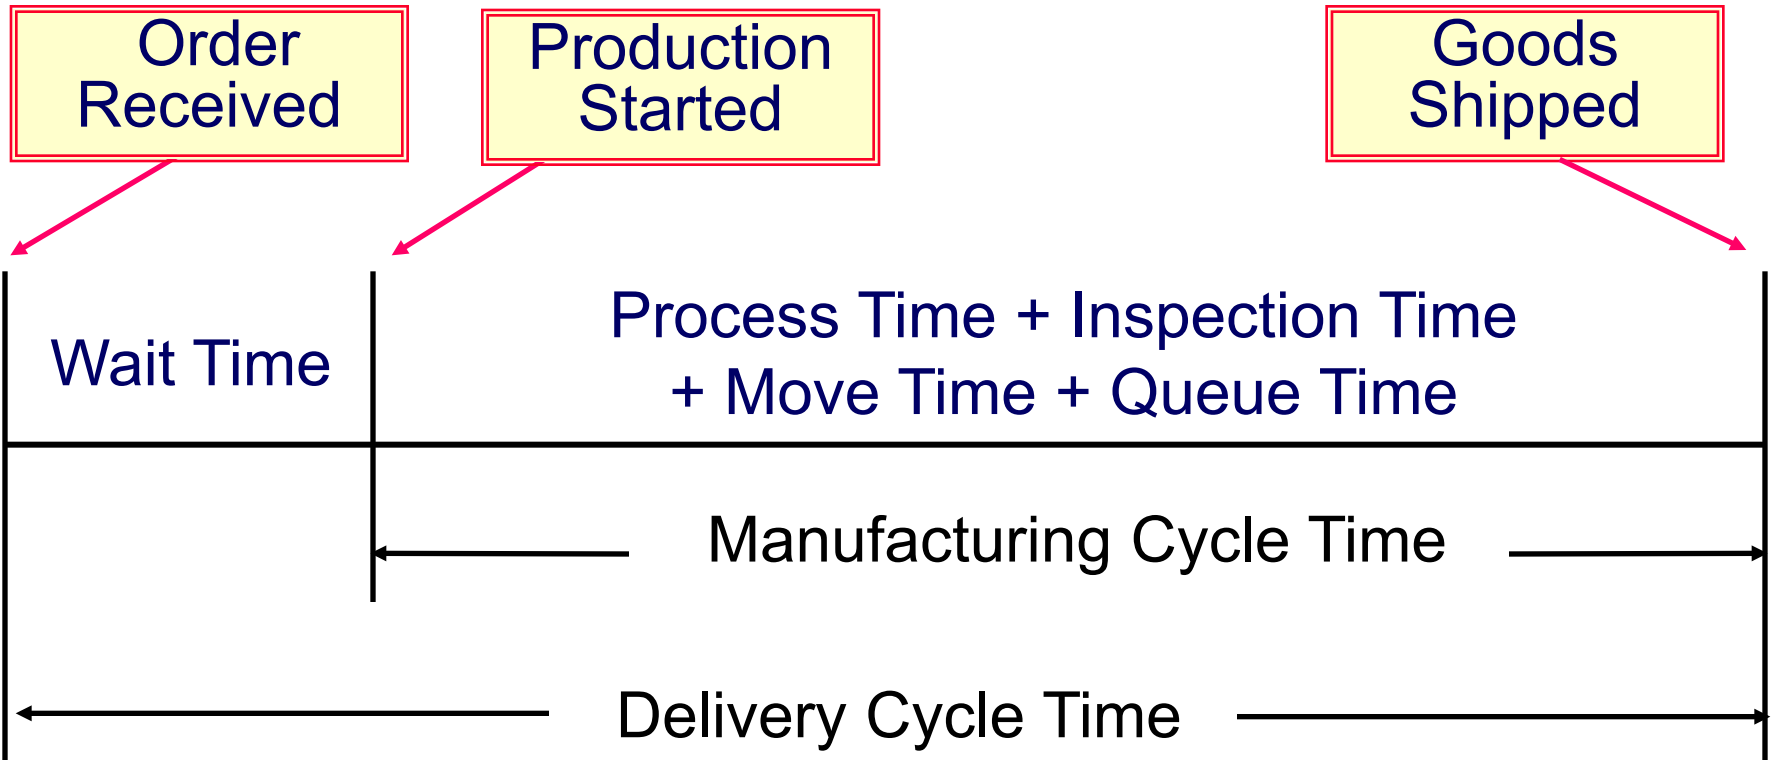 Order
Received
Production
Started
Goods
Shipped
Wait Time
Process Time + Inspection Time
+ Move Time + Queue Time
Manufacturing Cycle Time
Delivery Cycle Time